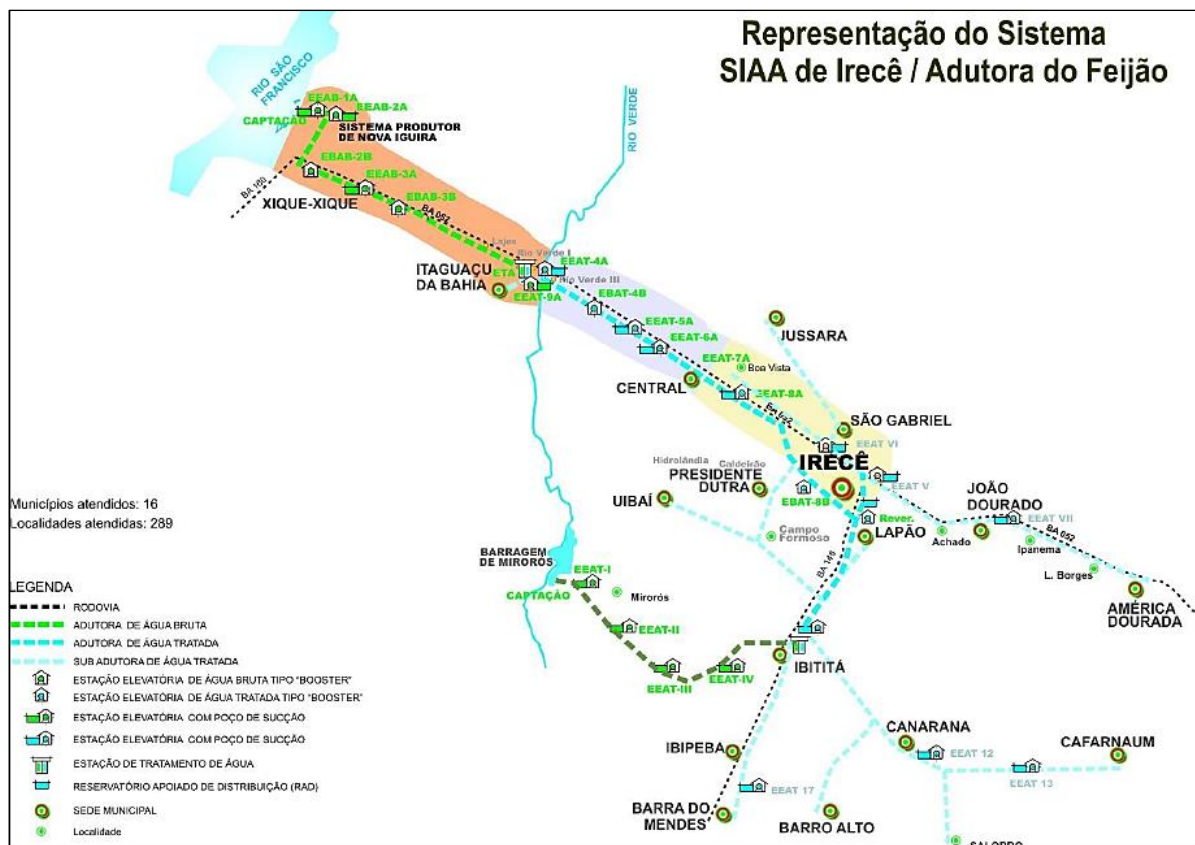 Representação do Sistema
SIAA de Irecê / Adutora do Feijão
RIO SÃO
FRANCISCO
EEAB-1A
EEAB-2A
CAPTAÇÃO
SISTEMA PRODUTOR
DE NOVA IGUIRA
RIO VERDE
EBAB-2B
BA 160
EEAB-3A
XIQUE-XIQUE
EBAB-3B
BA 052
Lajes
Rio Verde I
ITAGUAÇU
DA BAHIA
ETA
EEAT-4A
Rio Verde III
EEAT-9A
EBAT-4B
EEAT-5A
EEAT-6A
JUSSARA
EEAT-7A
Boa Vista
CENTRAL
EEAT-8A
SÃO GABRIEL
EEAT VI
IRECÊ
Hidrolândia
Caldeirão
PRESIDENTE
DUTRA
UIBAÍ
EBAT-8B
EEAT V
JOÃO
DOURADO
EEAT VII
Rever.
LAPÃO
Achado
BA 052
Ipanema
L. Borges
AMÉRICA
DOURADA
Campo
Formoso
BA 148
Municípios atendidos: 16
Localidades atendidas: 289
BARRAGEM
DE MIRORÓS
EEAT-I
CAPTAÇÃO
Mirorós
EEAT-II
EEAT-III
EEAT-IV
IBITITÁ
LEGENDA
RODOVIA
ADUTORA DE ÁGUA BRUTA
ADUTORA DE ÁGUA TRATADA
SUB ADUTORA DE ÁGUA TRATADA
ESTAÇÃO ELEVATÓRIA DE ÁGUA BRUTA TIPO "BOOSTER"
ESTAÇÃO ELEVATÓRIA DE ÁGUA TRATADA TIPO "BOOSTER"
ESTAÇÃO ELEVATÓRIA COM POÇO DE SUCÇÃO
ESTAÇÃO ELEVATÓRIA COM POÇO DE SUCÇÃO
ESTAÇÃO DE TRATAMENTO DE ÁGUA
RESERVATÓRIO APOIADO DE DISTRIBUIÇÃO (RAD)
SEDE MUNICIPAL
Localidade
IBIPEBA
CANARANA
EEAT 12
CAFARNAUM
EEAT 13
EEAT 17
BARRA DO
MENDES
BARRO ALTO